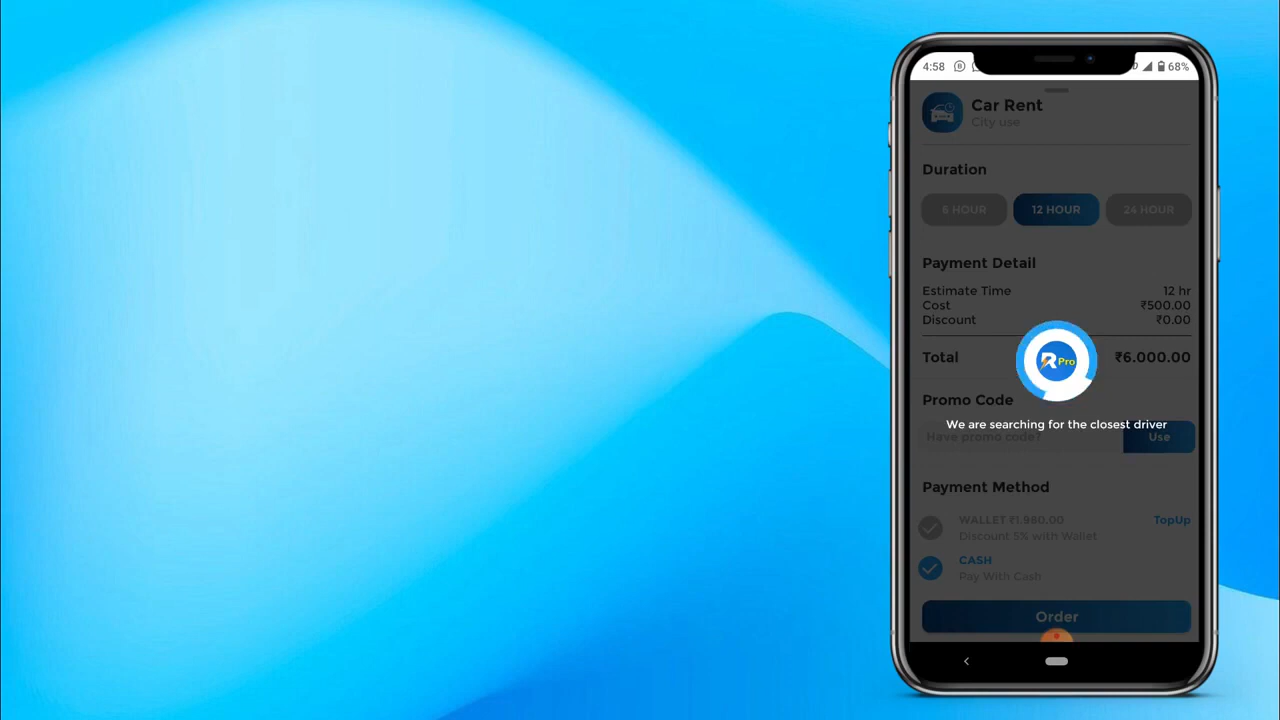 4:58 68%
Car Rent
City use
Duration
6 HOUR 12 HOUR 24 HOUR
Payment Detail
Estimate Time 12 hr
Cost ₹500.00
Discount ₹0.00
Total ₹6.000.00
R Pro
Promo Code
We are searching for the closest driver
Have promo code? Use
Payment Method
WALLET ₹1.980.00 TopUp
Discount 5% with Wallet
CASH
Pay With Cash
Order